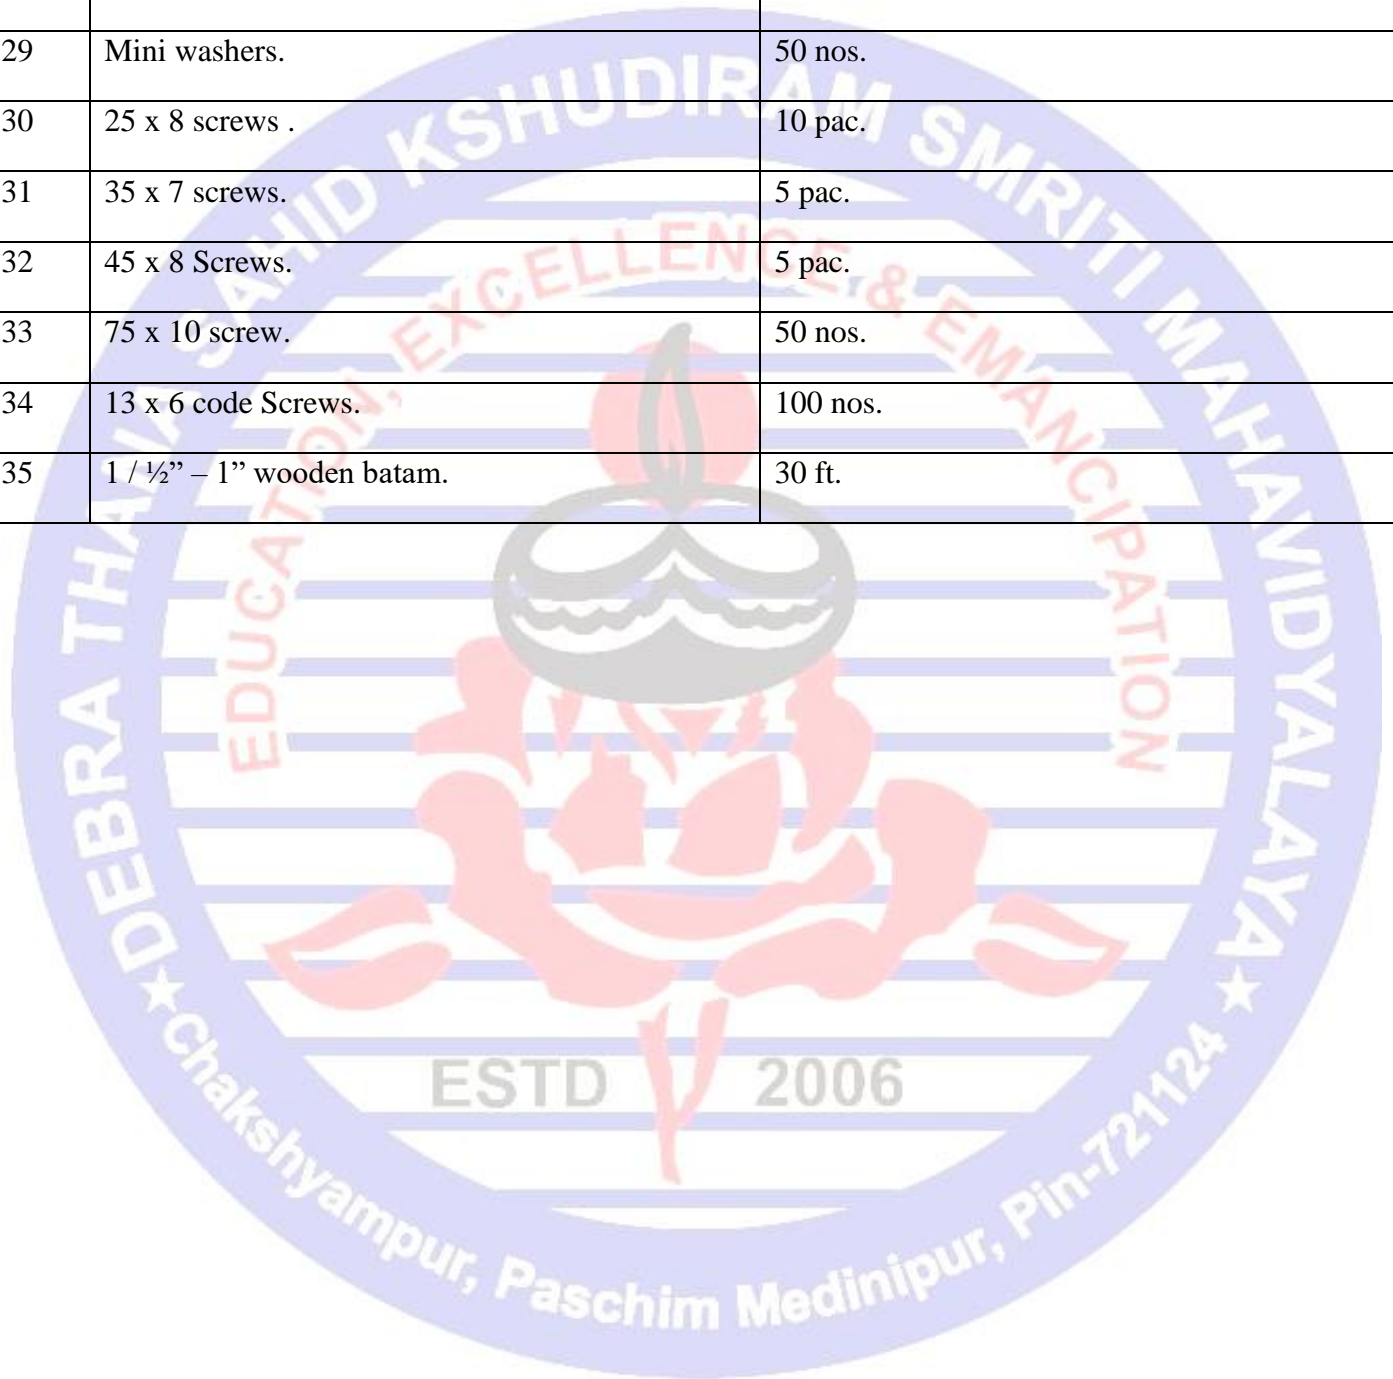 29 Mini washers. 50 nos.
30 25 x 8 screws . 10 pac.
31 35 x 7 screws. 5 pac.
32 45 x 8 Screws. 5 pac.
33 75 x 10 screw. 50 nos.
34 13 x 6 code Screws. 100 nos.
35 1 / ½” – 1” wooden batam. 30 ft.
DEBRA THANA SAHID KSHUDIRAM SMRITI MAHAVIDYALAYA
EDUCATION, EXCELLENCE & EMANCIPATION
ESTD 2006
Chakshyampur, Paschim Medinipur, Pin-721124